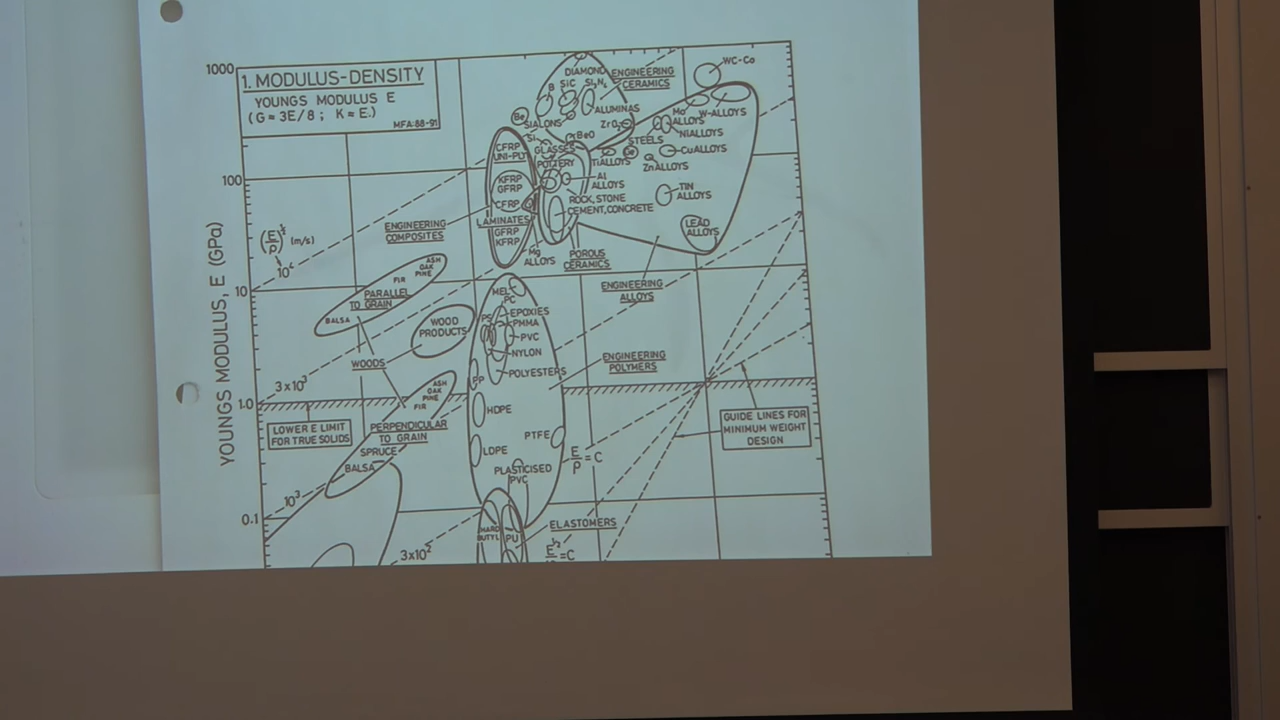 1. MODULUS-DENSITY
YOUNGS MODULUS E
(G ≈ 3E/8 ; K ≈ E.)
MFA:88-91
YOUNGS MODULUS, E (GPa)
1000
100
10
1.0
0.1
DIAMOND
B
SiC
Si₃N₄
ENGINEERING
CERAMICS
WC-Co
Be
SIALONS
ALUMINAS
ZrO₂
BeO
Si
GLASSES
POTTERY
Mo
ALLOYS
W-ALLOYS
Ni ALLOYS
STEELS
Cu ALLOYS
Ti ALLOYS
Zn ALLOYS
Al
ALLOYS
TIN
ALLOYS
ROCK, STONE
CEMENT, CONCRETE
LEAD
ALLOYS
CFRP
UNI-PLY
KFRP
GFRP
CFRP
LAMINATES
GFRP
KFRP
ENGINEERING
COMPOSITES
Mg
ALLOYS
POROUS
CERAMICS
ENGINEERING
ALLOYS
(E/ρ)^½ (m/s)
10⁴
ASH
OAK
PINE
FIR
PARALLEL
TO GRAIN
BALSA
WOOD
PRODUCTS
WOODS
3×10³
MEL
PC
PS
EPOXIES
PMMA
PVC
NYLON
POLYESTERS
PP
HDPE
LDPE
PTFE
PLASTICISED
PVC
ENGINEERING
POLYMERS
LOWER E LIMIT
FOR TRUE SOLIDS
ASH
OAK
PINE
FIR
PERPENDICULAR
TO GRAIN
SPRUCE
BALSA
10³
E/ρ = C
GUIDE LINES FOR
MINIMUM WEIGHT
DESIGN
HARD
BUTYL
PU
ELASTOMERS
3×10²